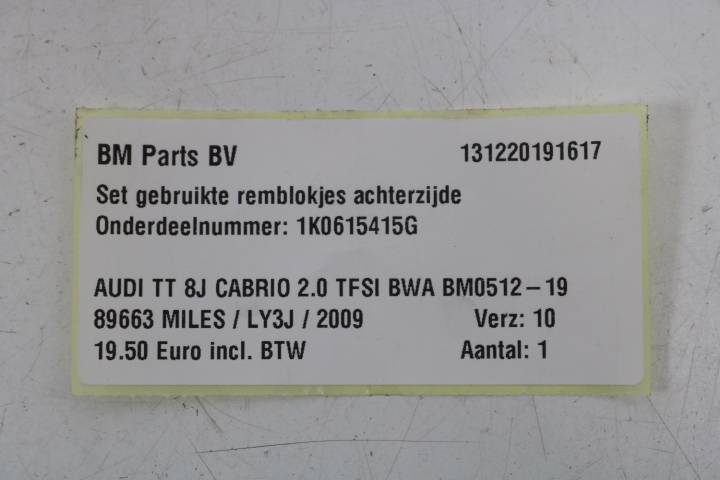 BM Parts BV 131220191617
Set gebruikte remblokjes achterzijde
Onderdeelnummer: 1K0615415G
AUDI TT 8J CABRIO 2.0 TFSI BWA BM0512-19
89663 MILES / LY3J / 2009 Verz: 10
19.50 Euro incl. BTW Aantal: 1